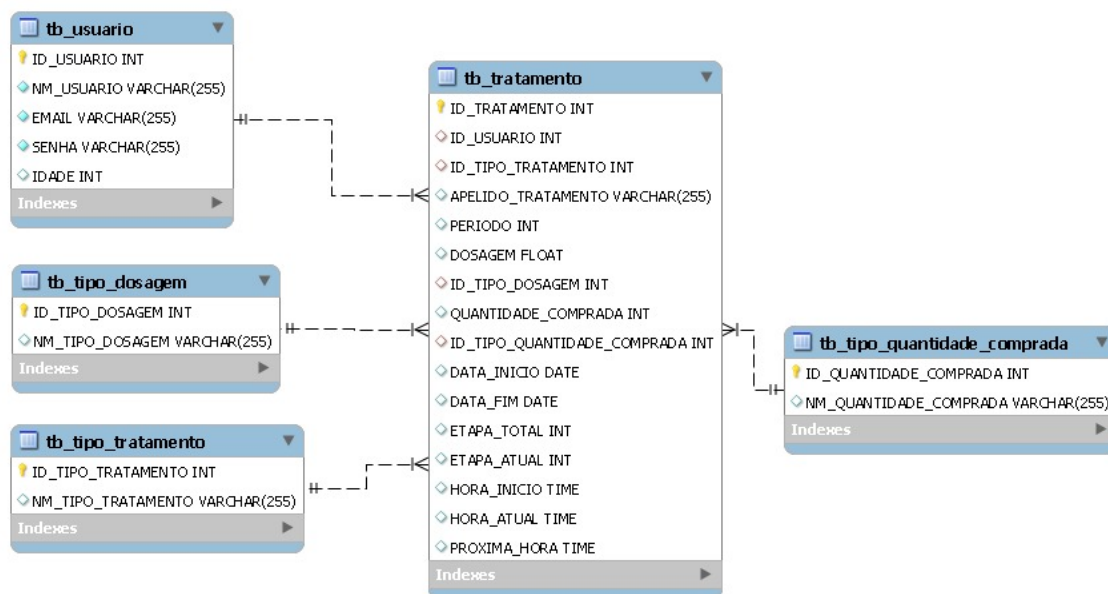 tb_usuario
ID_USUARIO INT
NM_USUARIO VARCHAR(255)
EMAIL VARCHAR(255)
SENHA VARCHAR(255)
IDADE INT
Indexes
tb_tipo_dosagem
ID_TIPO_DOSAGEM INT
NM_TIPO_DOSAGEM VARCHAR(255)
Indexes
tb_tipo_tratamento
ID_TIPO_TRATAMENTO INT
NM_TIPO_TRATAMENTO VARCHAR(255)
Indexes
tb_tratamento
ID_TRATAMENTO INT
ID_USUARIO INT
ID_TIPO_TRATAMENTO INT
APELIDO_TRATAMENTO VARCHAR(255)
PERIODO INT
DOSAGEM FLOAT
ID_TIPO_DOSAGEM INT
QUANTIDADE_COMPRADA INT
ID_TIPO_QUANTIDADE_COMPRADA INT
DATA_INICIO DATE
DATA_FIM DATE
ETAPA_TOTAL INT
ETAPA_ATUAL INT
HORA_INICIO TIME
HORA_ATUAL TIME
PROXIMA_HORA TIME
Indexes
tb_tipo_quantidade_comprada
ID_QUANTIDADE_COMPRADA INT
NM_QUANTIDADE_COMPRADA VARCHAR(255)
Indexes